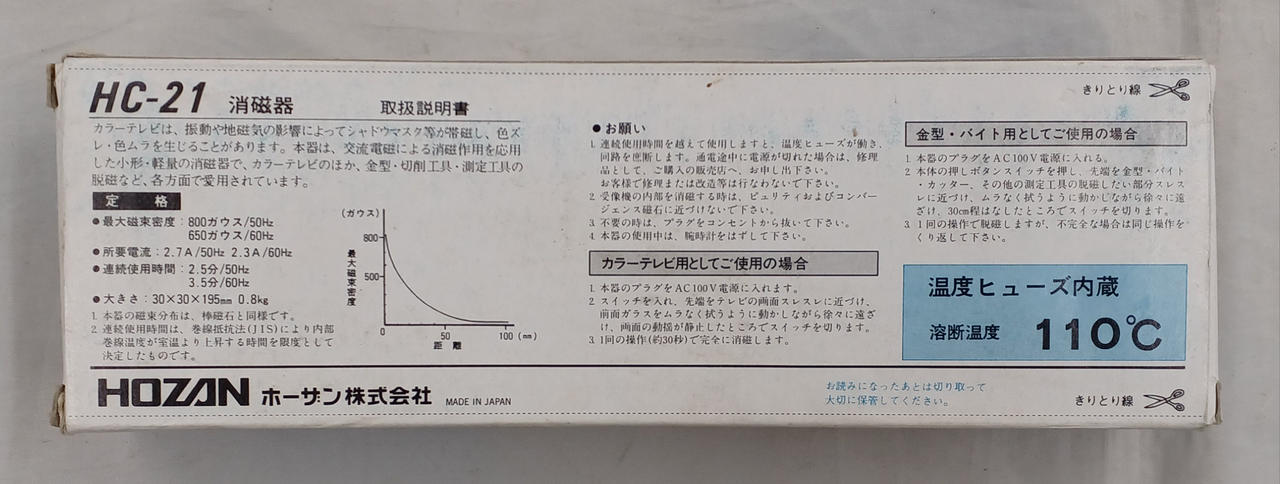 HC-21 消磁器 取扱説明書
カラーテレビは、振動や地磁気の影響によってシャドウマスタ等が帯磁し、色ズ
レ・色ムラを生じることがあります。本器は、交流電磁による消磁作用を応用
した小形・軽量の消磁器で、カラーテレビのほか、金型・切削工具・測定工具の
脱磁など、各方面で愛用されています。
定 格
●最大磁束密度：800ガウス/50Hz
650ガウス/60Hz
●所要電流：2.7A/50Hz 2.3A/60Hz
●連続使用時間：2.5分/50Hz
3.5分/60Hz
●大きさ：30×30×195mm 0.8kg
1. 本器の磁束分布は、棒磁石と同様です。
2. 連続使用時間は、巻線抵抗法(JIS)により内部
巻線温度が室温より上昇する時間を限度として
決定したものです。
(ガウス)
800
500
最大磁束密度
0 50 100 (mm)
距 離
●お願い
1. 連続使用時間を越えて使用しますと、温度ヒューズが働き、
回路を遮断します。通電途中に電源が切れた場合は、修理
品として、ご購入の販売店へ、お申し出下さい。
お客様で修理または改造等は行なわないで下さい。
2. 受像機の内部を消磁する時は、ピュリティおよびコンバー
ジェンス磁石に近づけないで下さい。
3. 不要の時は、プラグをコンセントから抜いて下さい。
4. 本器の使用中は、腕時計をはずして下さい。
カラーテレビ用としてご使用の場合
1. 本器のプラグをAC100V電源に入れます。
2. スイッチを入れ、先端をテレビの画面スレスレに近づけ、
前面ガラスをムラなく拭うように動かしながら徐々に遠ざ
け、画面の動揺が静止したところでスイッチを切ります。
3. 1回の操作(約30秒)で完全に消磁します。
きりとり線
金型・バイト用としてご使用の場合
1. 本器のプラグをAC100V電源に入れる。
2. 本体の押しボタンスイッチを押し、先端を金型・バイト
・カッター、その他の測定工具の脱磁したい部分スレス
レに近づけ、ムラなく拭うように動かしながら徐々に遠
ざけ、30cm程はなしたところでスイッチを切ります。
3. 1回の操作で脱磁しますが、不完全な場合は同じ操作を
くり返して下さい。
温度ヒューズ内蔵
溶断温度 110℃
HOZAN ホーザン株式会社 MADE IN JAPAN
お読みになったあとは切り取って
大切に保管してください。
きりとり線